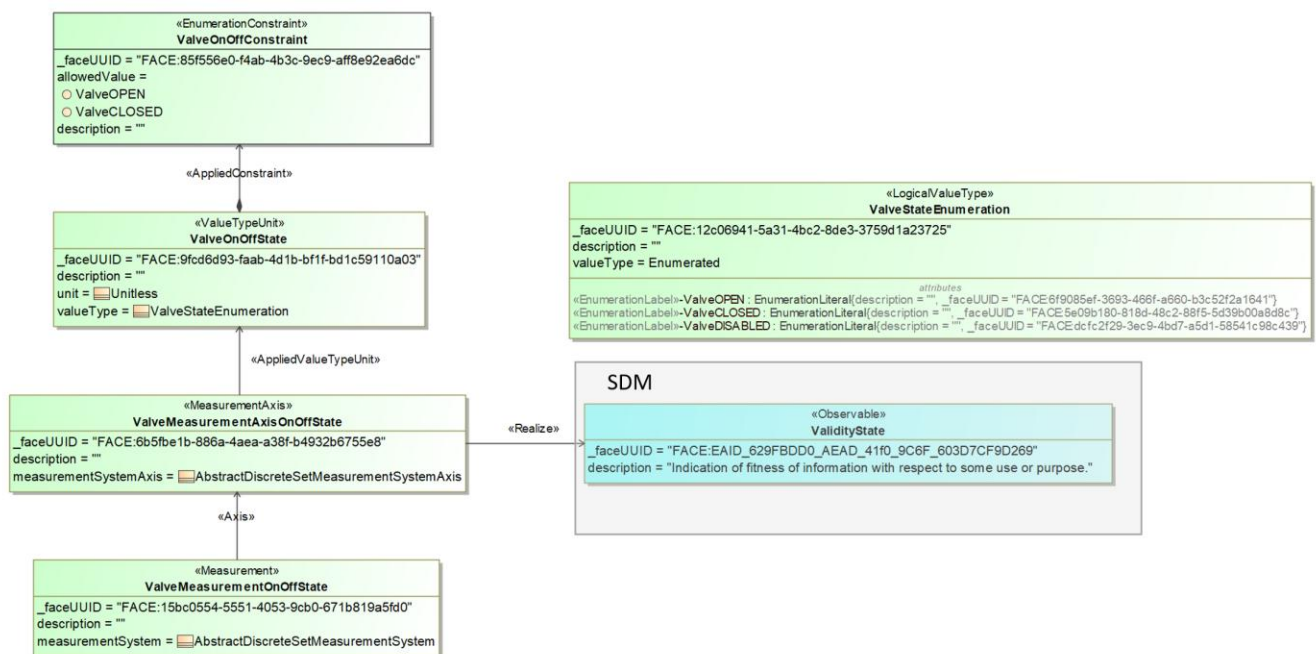 «EnumerationConstraint»
ValveOnOffConstraint
_faceUUID = "FACE:85f556e0-f4ab-4b3c-9ec9-aff8e92ea6dc"
allowedValue =
ValveOPEN
ValveCLOSED
description = ""
«AppliedConstraint»
«ValueTypeUnit»
ValveOnOffState
_faceUUID = "FACE:9fcd6d93-faab-4d1b-bf1f-bd1c59110a03"
description = ""
unit = Unitless
valueType = ValveStateEnumeration
«LogicalValueType»
ValveStateEnumeration
_faceUUID = "FACE:12c06941-5a31-4bc2-8de3-3759d1a23725"
description = ""
valueType = Enumerated
attributes
«EnumerationLabel»-ValveOPEN : EnumerationLiteral{description = "", _faceUUID = "FACE:6f9085ef-3693-466f-a660-b3c52f2a1641"}
«EnumerationLabel»-ValveCLOSED : EnumerationLiteral{description = "", _faceUUID = "FACE:5e09b180-818d-48c2-88f5-5d39b00a8d8c"}
«EnumerationLabel»-ValveDISABLED : EnumerationLiteral{description = "", _faceUUID = "FACE:dcfc2f29-3ec9-4bd7-a5d1-58541c98c439"}
«AppliedValueTypeUnit»
«MeasurementAxis»
ValveMeasurementAxisOnOffState
_faceUUID = "FACE:6b5fbe1b-886a-4aea-a38f-b4932b6755e8"
description = ""
measurementSystemAxis = AbstractDiscreteSetMeasurementSystemAxis
«Realize»
SDM
«Observable»
ValidityState
_faceUUID = "FACE:EAID_629FBDD0_AEAD_41f0_9C6F_603D7CF9D269"
description = "Indication of fitness of information with respect to some use or purpose."
«Axis»
«Measurement»
ValveMeasurementOnOffState
_faceUUID = "FACE:15bc0554-5551-4053-9cb0-671b819a5fd0"
description = ""
measurementSystem = AbstractDiscreteSetMeasurementSystem